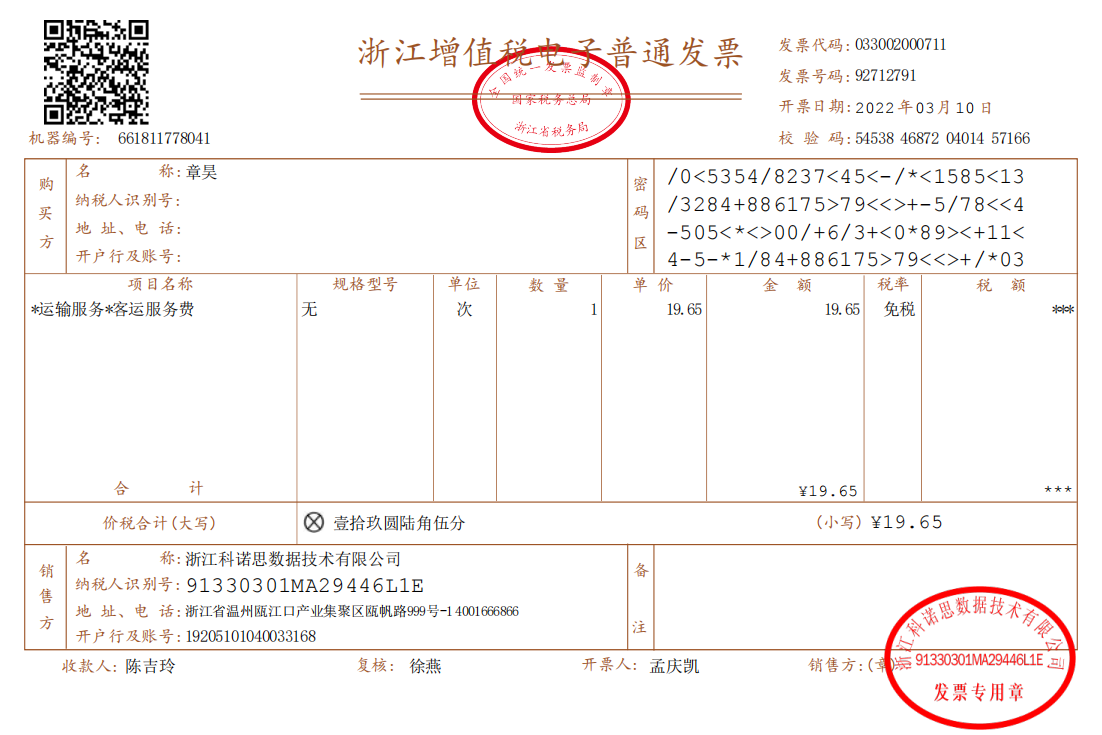 浙江增值税电子普通发票
全国统一发票监制章
国家税务总局
浙江省税务局
发票代码:033002000711
发票号码:92712791
开票日期:2022年03月10日
机器编号: 661811778041
校 验 码:54538 46872 04014 57166
购买方
名 称:章昊
纳税人识别号:
地 址、电 话:
开户行及账号:
密码区
/0<5354/8237<45<-/*<1585<13
/3284+886175>79<<>+-5/78<<4
-505<*<>00/+6/3+<0*89><+11<
4-5-*1/84+886175>79<<>+/*03
项目名称 规格型号 单位 数 量 单 价 金 额 税率 税 额
*运输服务*客运服务费 无 次 1 19.65 19.65 免税 ***
合 计 ¥19.65 ***
价税合计(大写) ⊗ 壹拾玖圆陆角伍分 (小写) ¥19.65
销售方
名 称:浙江科诺思数据技术有限公司
纳税人识别号:91330301MA29446L1E
地 址、电 话:浙江省温州瓯江口产业集聚区瓯帆路999号-14001666866
开户行及账号:19205101040033168
备注
收款人: 陈吉玲 复核: 徐燕 开票人: 孟庆凯 销售方:(章)
浙江科诺思数据技术有限公司
91330301MA29446L1E
发票专用章